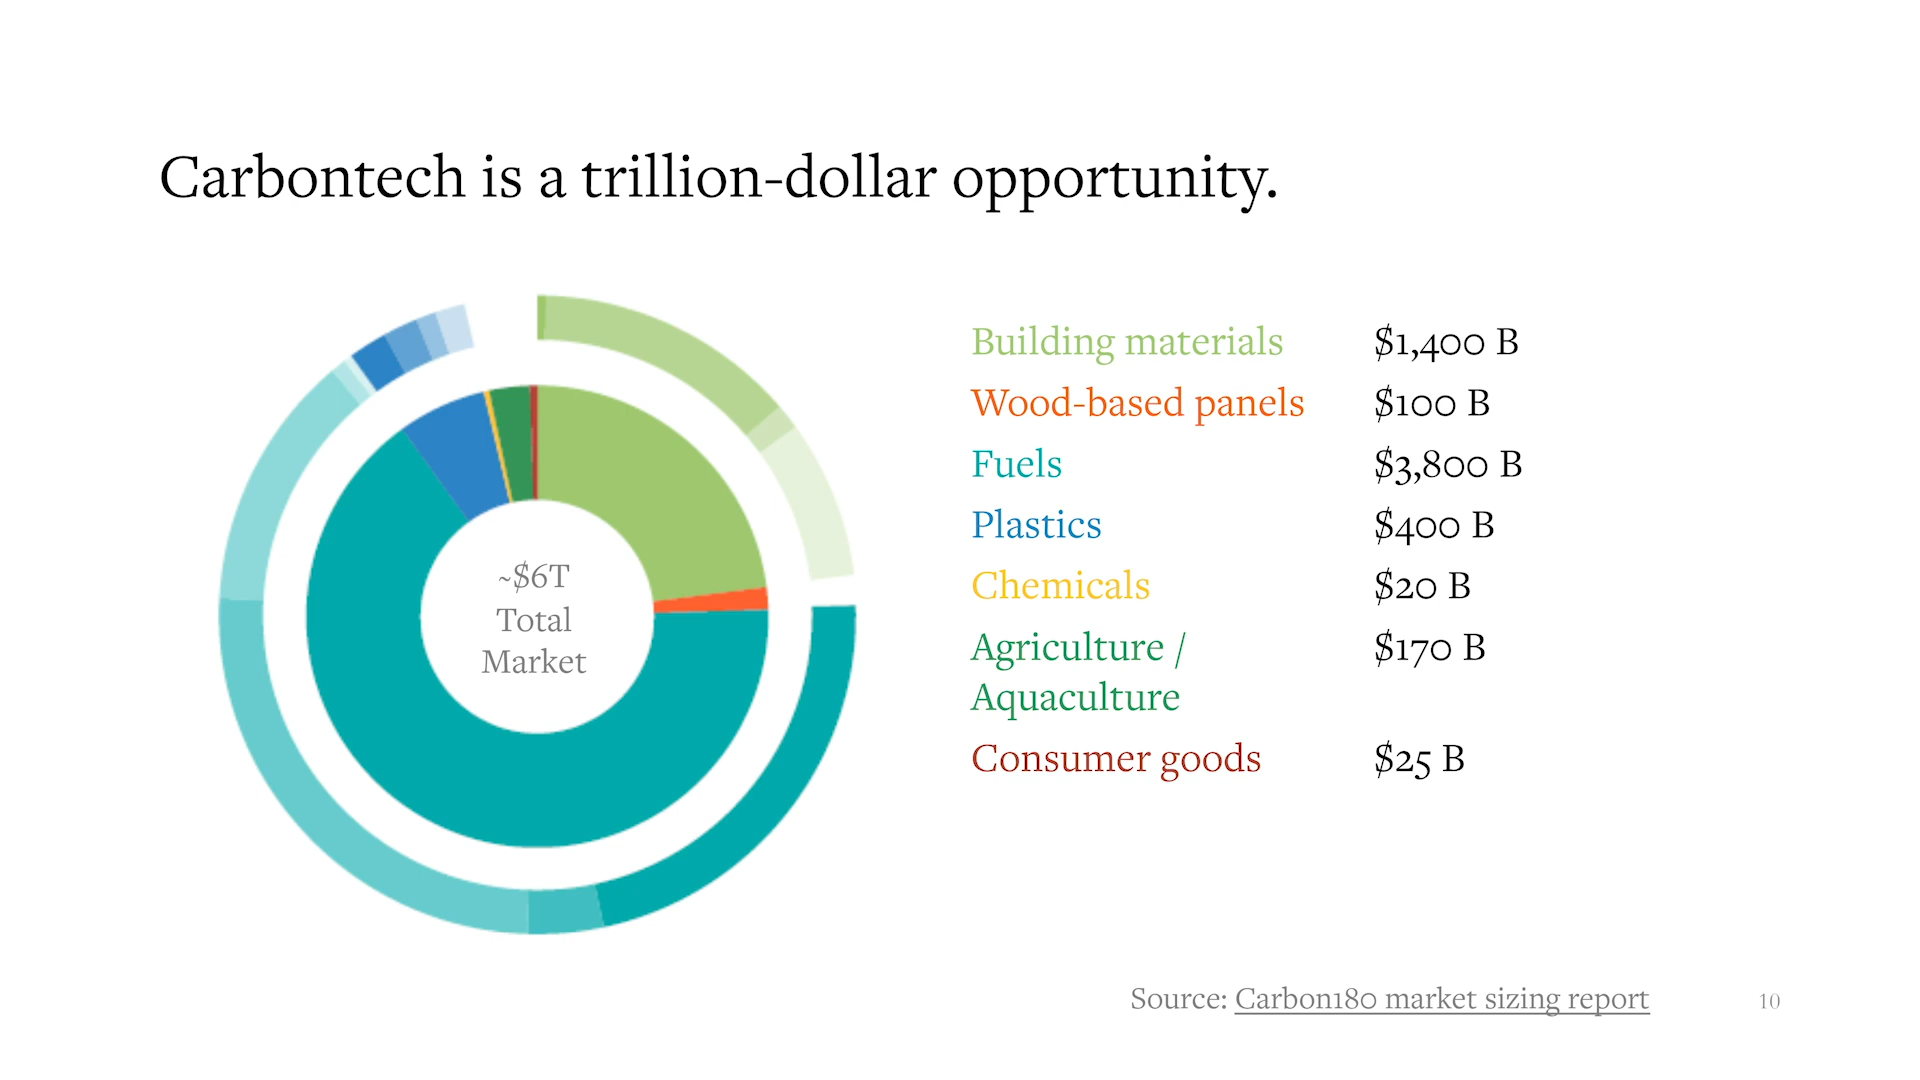 Carbontech is a trillion-dollar opportunity.
~$6T
Total
Market
Building materials $1,400 B
Wood-based panels $100 B
Fuels $3,800 B
Plastics $400 B
Chemicals $20 B
Agriculture / $170 B
Aquaculture
Consumer goods $25 B
Source: Carbon180 market sizing report 10